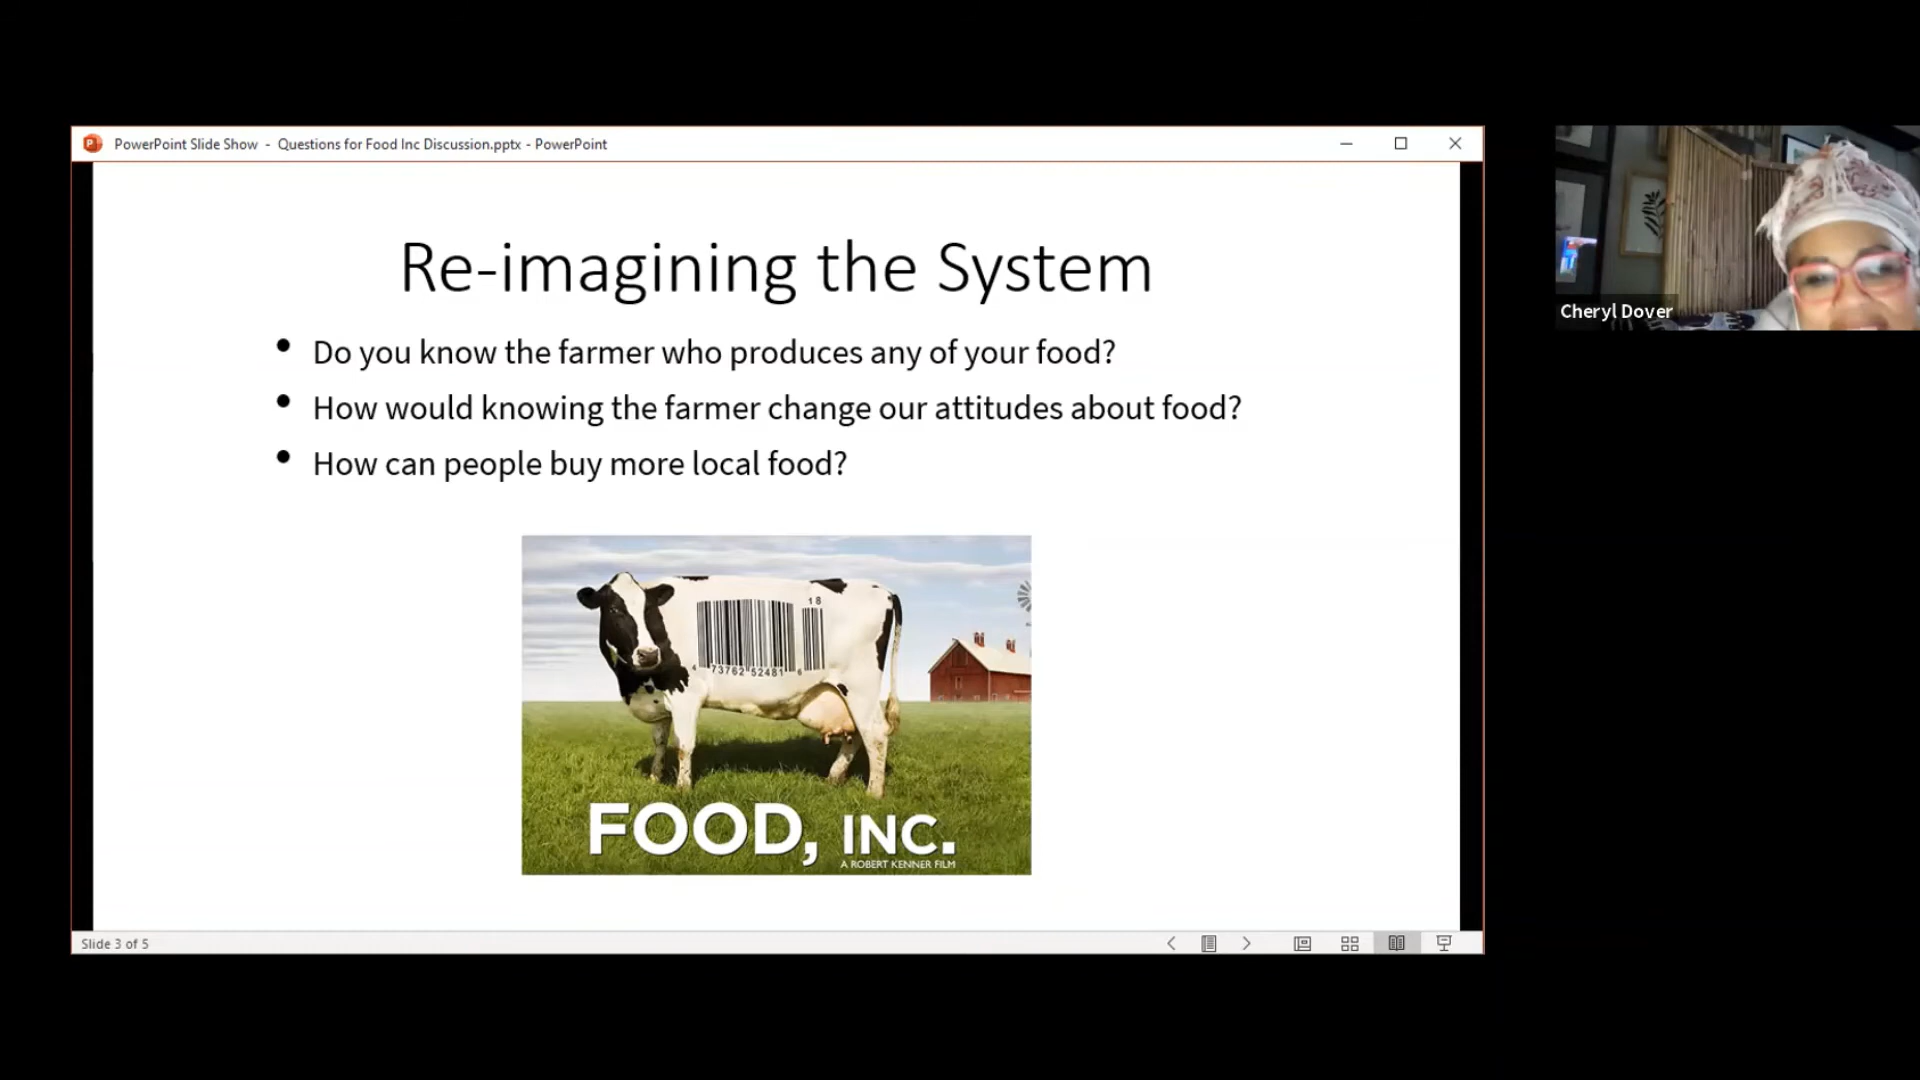 PowerPoint Slide Show - Questions for Food Inc Discussion.pptx - PowerPoint
Re-imagining the System
• Do you know the farmer who produces any of your food?
• How would knowing the farmer change our attitudes about food?
• How can people buy more local food?
18
4 73762 52481 6
FOOD, INC.
A ROBERT KENNER FILM
Slide 3 of 5
Cheryl Dover